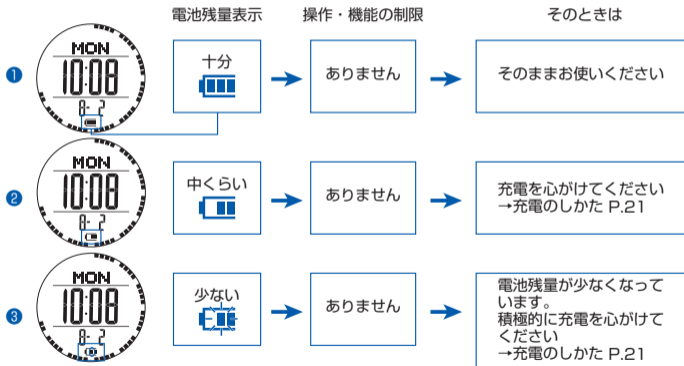 電池残量表示
操作・機能の制限
そのときは
❶
MON
10:08
8- 2
十分
ありません
そのままお使いください
❷
MON
10:08
8- 2
中くらい
ありません
充電を心がけてください
→充電のしかた P.21
❸
MON
10:08
8- 2
少ない
ありません
電池残量が少なくなって
います。
積極的に充電を心がけて
ください
→充電のしかた P.21